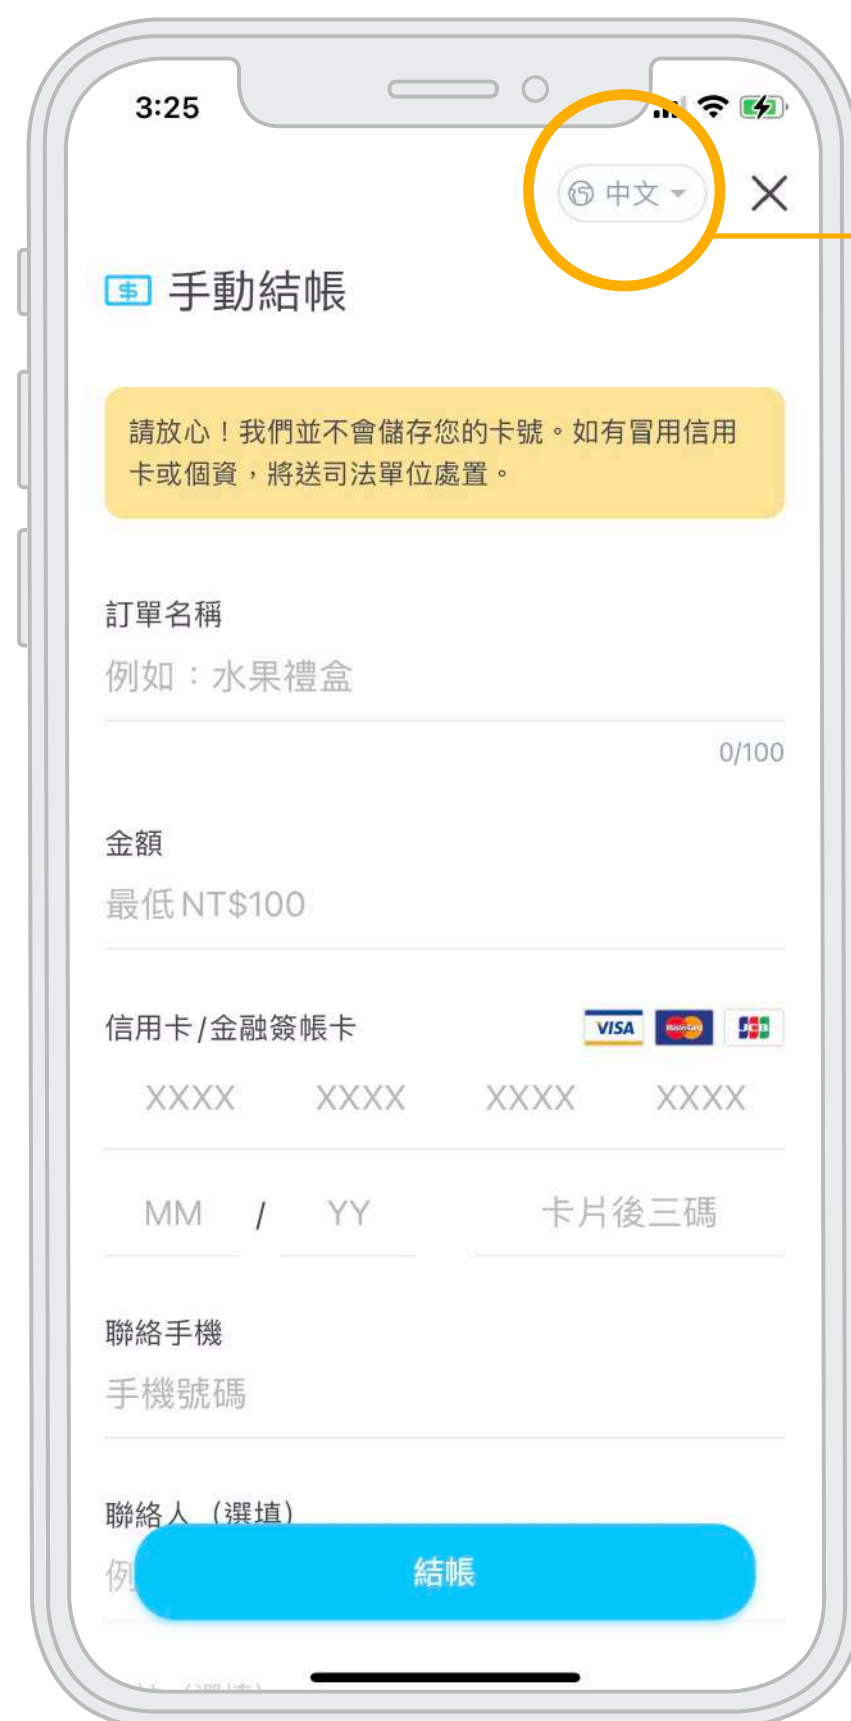 3:25
中文
手動結帳
請放心！我們並不會儲存您的卡號。如有冒用信用
卡或個資，將送司法單位處置。
訂單名稱
例如：水果禮盒
0/100
金額
最低NT$100
信用卡/金融簽帳卡
VISA MasterCard JCB
XXXX XXXX XXXX XXXX
MM / YY 卡片後三碼
聯絡手機
手機號碼
聯絡人（選填）
例
結帳